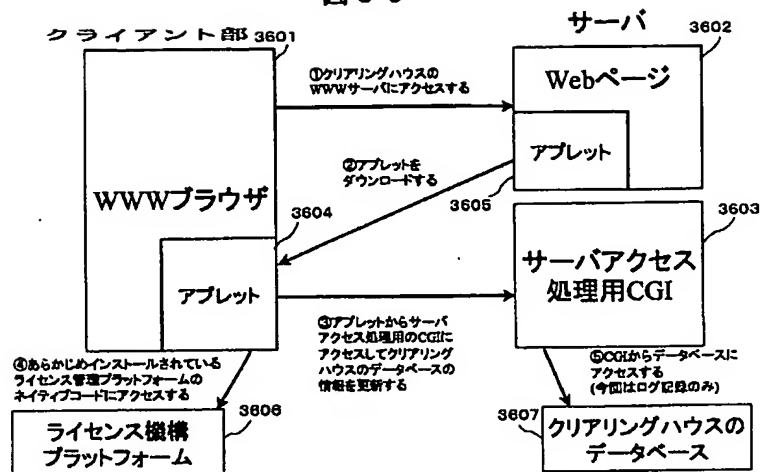 クライアント部 3601
サーバ
3602
①クリアリングハウスの
WWWサーバにアクセスする
Webページ
アプレット
②アプレットを
ダウンロードする
3605
WWWブラウザ
3604
アプレット
3603
サーバアクセス
処理用CGI
③アプレットからサーバ
アクセス処理用のCGIに
アクセスしてクリアリング
ハウスのデータベースの
情報を更新する
④あらかじめインストールされている
ライセンス管理プラットフォームの
ネイティブコードにアクセスする
⑤CGIからデータベースに
アクセスする
(今回はログ記録のみ)
3606
ライセンス機構
プラットフォーム
3607
クリアリングハウスの
データベース